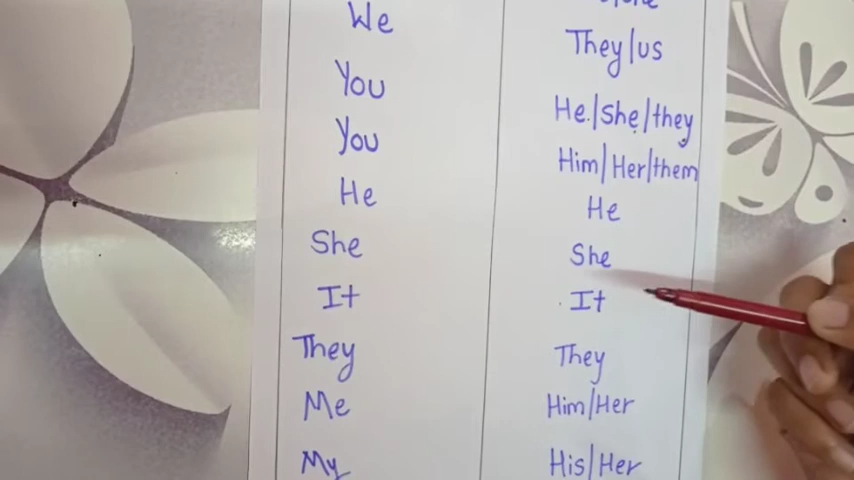 We They/us
You He/She/they
You Him/Her/them
He He
She She
It It
They They
Me Him/Her
My His/Her